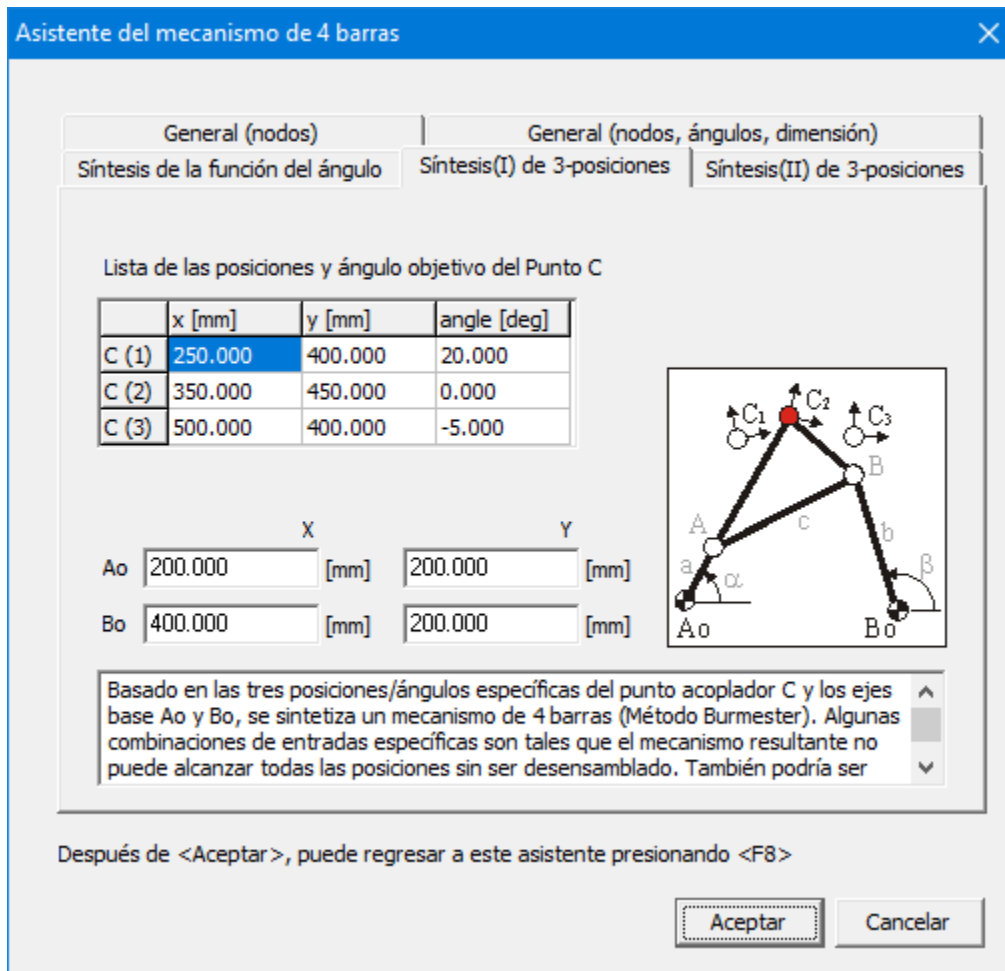 Asistente del mecanismo de 4 barras
General (nodos)
General (nodos, ángulos, dimensión)
Síntesis de la función del ángulo
Síntesis(I) de 3-posiciones
Síntesis(II) de 3-posiciones
Lista de las posiciones y ángulo objetivo del Punto C
x [mm] y [mm] angle [deg]
C (1) 250.000 400.000 20.000
C (2) 350.000 450.000 0.000
C (3) 500.000 400.000 -5.000
X Y
Ao 200.000 [mm] 200.000 [mm]
Bo 400.000 [mm] 200.000 [mm]
C1 C2 C3
B
A c b
a α β
Ao Bo
Basado en las tres posiciones/ángulos específicas del punto acoplador C y los ejes
base Ao y Bo, se sintetiza un mecanismo de 4 barras (Método Burmester). Algunas
combinaciones de entradas específicas son tales que el mecanismo resultante no
puede alcanzar todas las posiciones sin ser desensamblado. También podría ser
Después de <Aceptar>, puede regresar a este asistente presionando <F8>
Aceptar
Cancelar